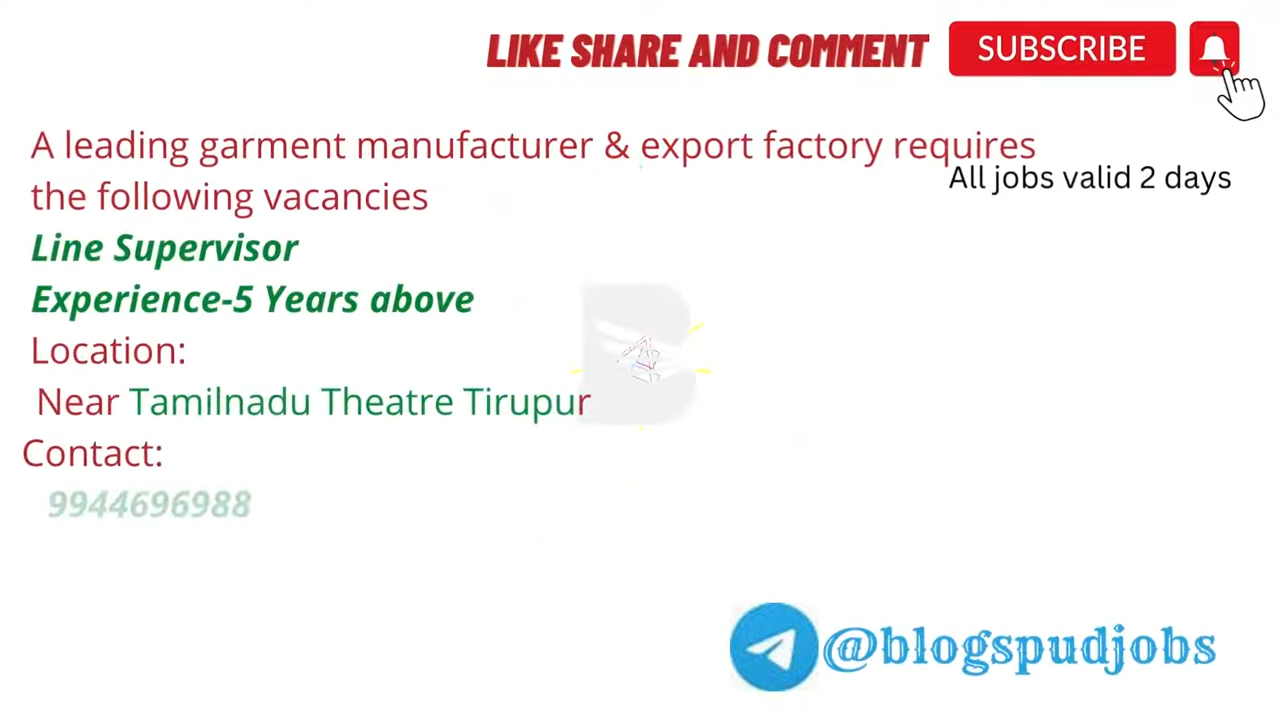 LIKE SHARE AND COMMENT
SUBSCRIBE
A leading garment manufacturer & export factory requires
All jobs valid 2 days
the following vacancies
Line Supervisor
Experience-5 Years above
Location:
Near Tamilnadu Theatre Tirupur
Contact:
9944696988
@blogspudjobs